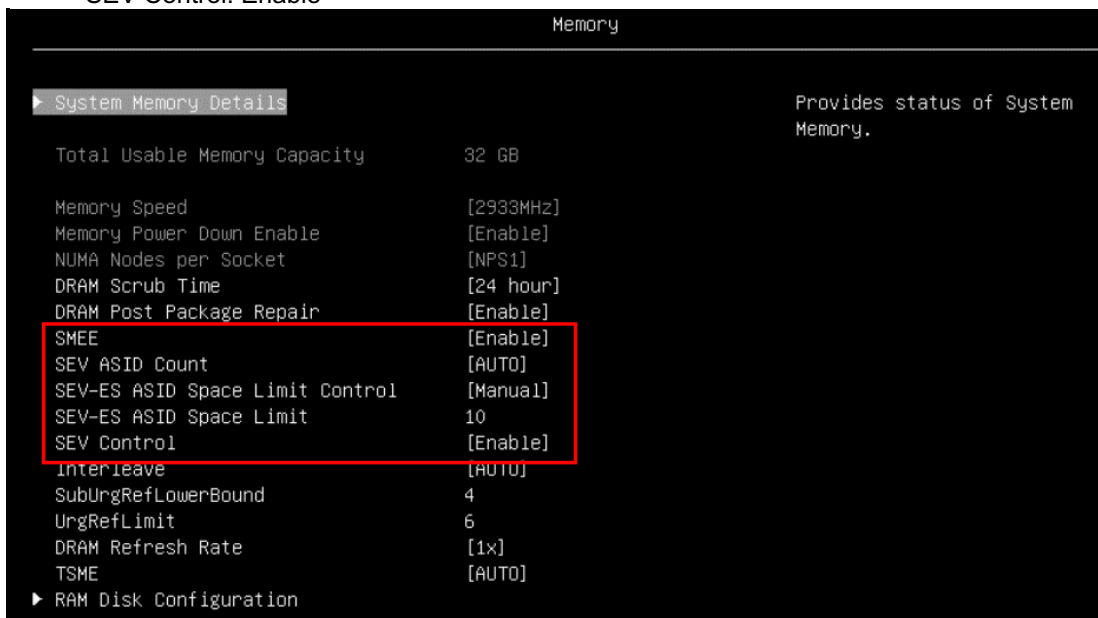 SEV Control: Enable
Memory
System Memory Details
Provides status of System
Memory.
Total Usable Memory Capacity 32 GB
Memory Speed [2933MHz]
Memory Power Down Enable [Enable]
NUMA Nodes per Socket [NPS1]
DRAM Scrub Time [24 hour]
DRAM Post Package Repair [Enable]
SMEE [Enable]
SEV ASID Count [AUTO]
SEV-ES ASID Space Limit Control [Manual]
SEV-ES ASID Space Limit 10
SEV Control [Enable]
Interleave [AUTO]
SubUrgRefLowerBound 4
UrgRefLimit 6
DRAM Refresh Rate [1x]
TSME [AUTO]
RAM Disk Configuration